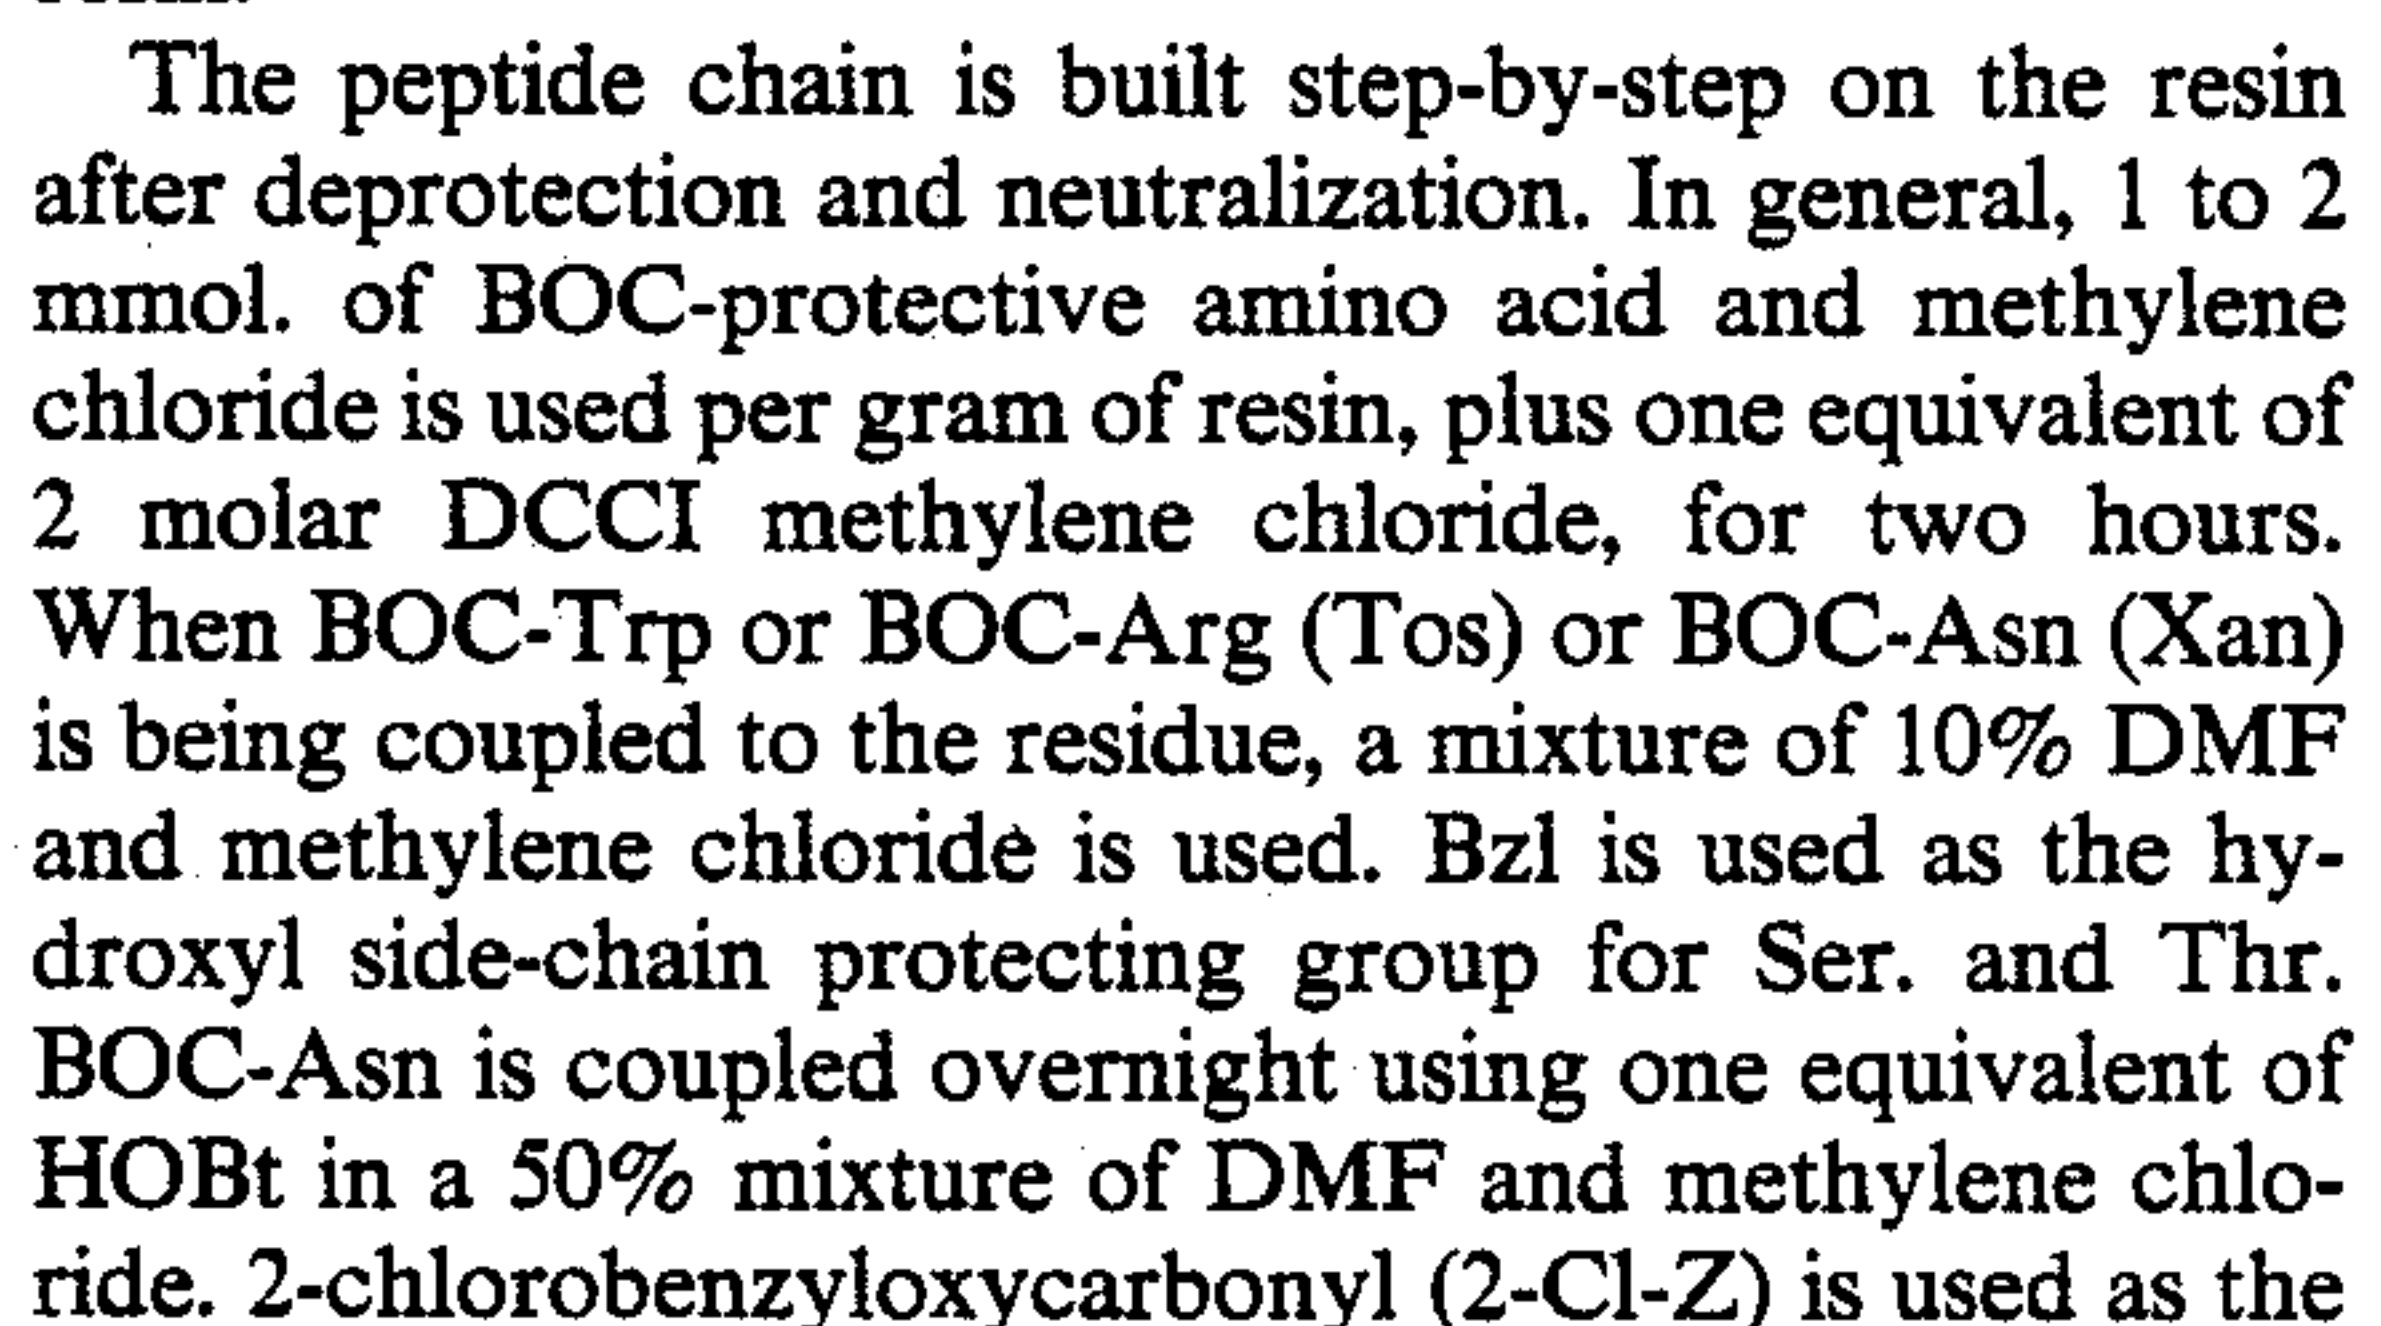 The peptide chain is built step-by-step on the resin
after deprotection and neutralization. In general, 1 to 2
mmol. of BOC-protective amino acid and methylene
chloride is used per gram of resin, plus one equivalent of
2 molar DCCI methylene chloride, for two hours.
When BOC-Trp or BOC-Arg (Tos) or BOC-Asn (Xan)
is being coupled to the residue, a mixture of 10% DMF
and methylene chloride is used. Bzl is used as the hy-
droxyl side-chain protecting group for Ser. and Thr.
BOC-Asn is coupled overnight using one equivalent of
HOBt in a 50% mixture of DMF and methylene chlo-
ride. 2-chlorobenzyloxycarbonyl (2-Cl-Z) is used as the